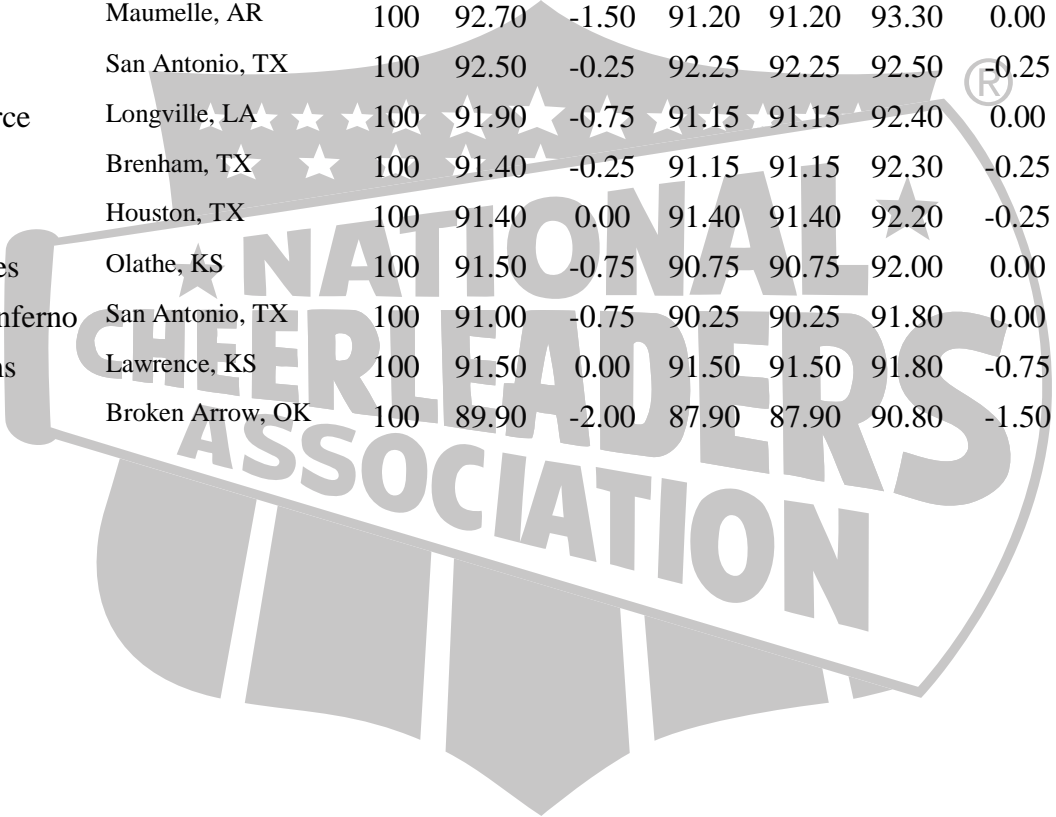 Maumelle, AR 100 92.70 -1.50 91.20 91.20 93.30 0.00
San Antonio, TX 100 92.50 -0.25 92.25 92.25 92.50 -0.25
rce Longville, LA 100 91.90 -0.75 91.15 91.15 92.40 0.00
Brenham, TX 100 91.40 -0.25 91.15 91.15 92.30 -0.25
Houston, TX 100 91.40 0.00 91.40 91.40 92.20 -0.25
es Olathe, KS 100 91.50 -0.75 90.75 90.75 92.00 0.00
nferno San Antonio, TX 100 91.00 -0.75 90.25 90.25 91.80 0.00
ns Lawrence, KS 100 91.50 0.00 91.50 91.50 91.80 -0.75
Broken Arrow, OK 100 89.90 -2.00 87.90 87.90 90.80 -1.50
NATIONAL
CHEERLEADERS
ASSOCIATION
®